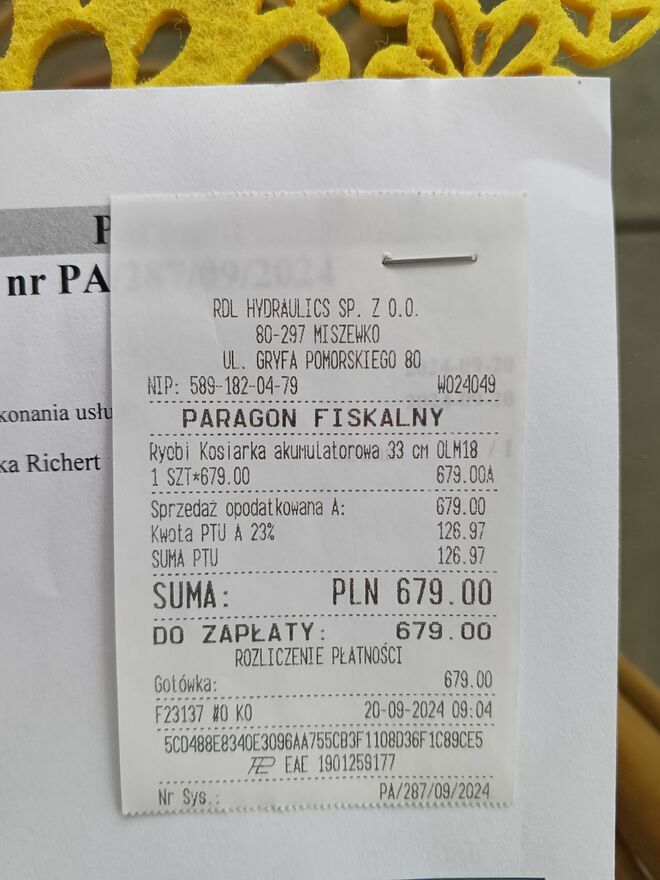 P
nr PA/287/09/2024
RDL HYDRAULICS SP. Z O.O.
80-297 MISZEWKO
UL. GRYFA POMORSKIEGO 80
NIP: 589-182-04-79 W024049
PARAGON FISKALNY
konania usłu
Ryobi Kosiarka akumulatorowa 33 cm OLM18
ka Richert
1 SZT*679.00 679.00A
Sprzedaż opodatkowana A: 679.00
Kwota PTU A 23% 126.97
SUMA PTU 126.97
SUMA: PLN 679.00
DO ZAPŁATY: 679.00
ROZLICZENIE PŁATNOŚCI
Gotówka: 679.00
F23137 #0 K0 20-09-2024 09:04
5CD488E8340E3096AA755CB3F1108D36F1C89CE5
EAE 1901259177
Nr Sys.: PA/287/09/2024